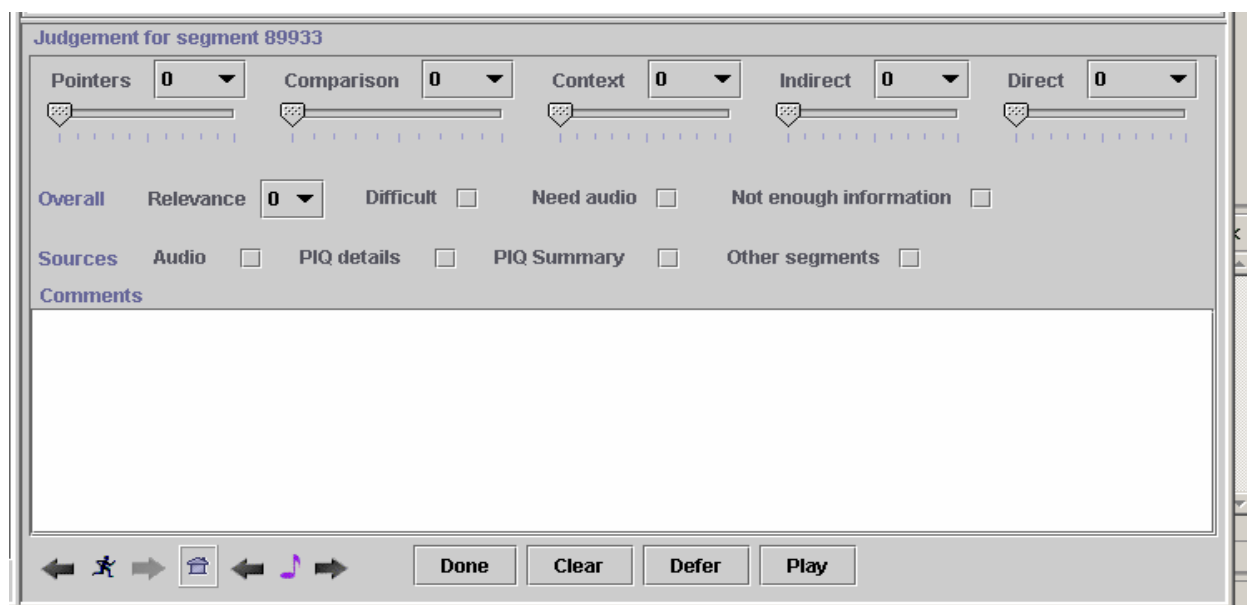 Judgement for segment 89933
Pointers 0 Comparison 0 Context 0 Indirect 0 Direct 0
Overall Relevance 0 Difficult Need audio Not enough information
Sources Audio PIQ details PIQ Summary Other segments
Comments
Done Clear Defer Play